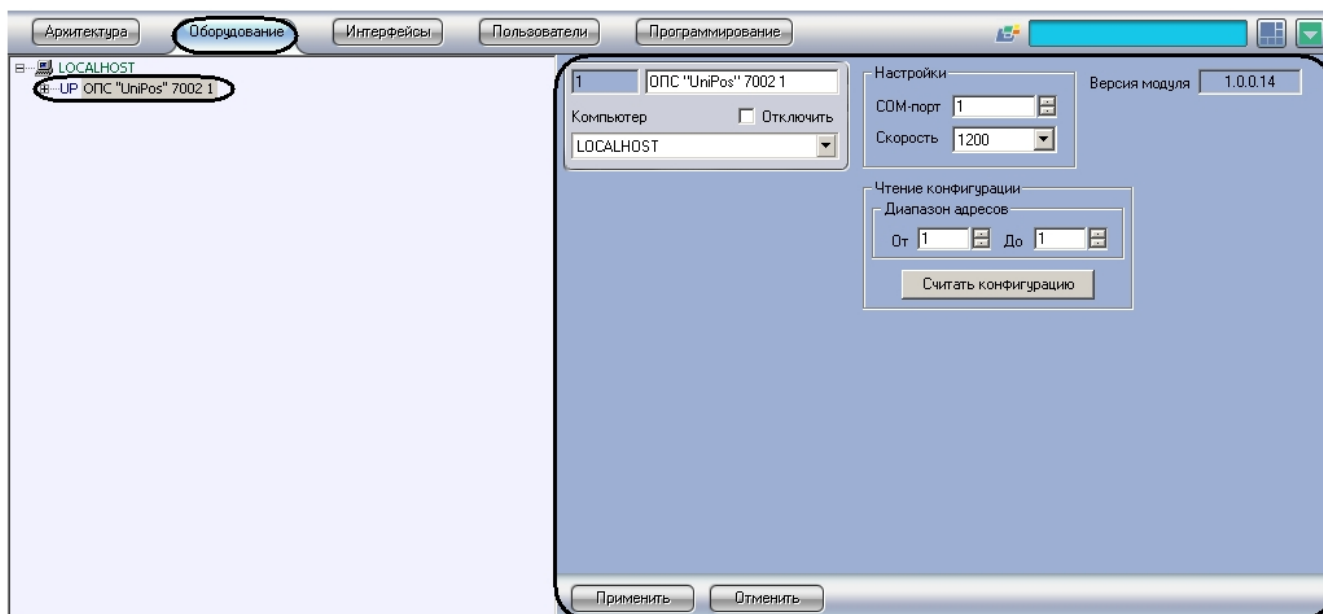 Архитектура Оборудование Интерфейсы Пользователи Программирование
LOCALHOST
UP ОПС "UniPos" 7002 1
1 ОПС "UniPos" 7002 1
Компьютер Отключить
LOCALHOST
Настройки
COM-порт 1
Скорость 1200
Версия модуля 1.0.0.14
Чтение конфигурации
Диапазон адресов
От 1 До 1
Считать конфигурацию
Применить Отменить